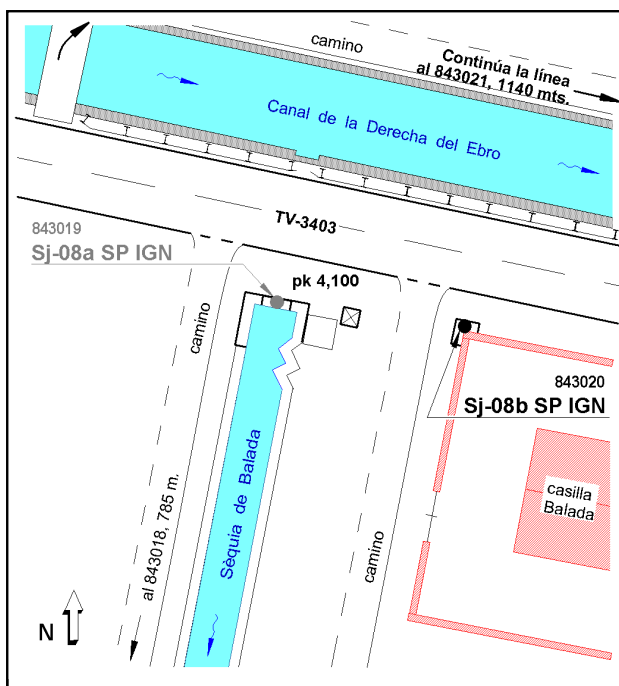 camino
Continúa la línea
al 843021, 1140 mts.
Canal de la Derecha del Ebro
TV-3403
843019
Sj-08a SP IGN
pk 4,100
camino
843020
Sj-08b SP IGN
Sèquia de Balada
casilla
Balada
al 843018, 785 m.
camino
N